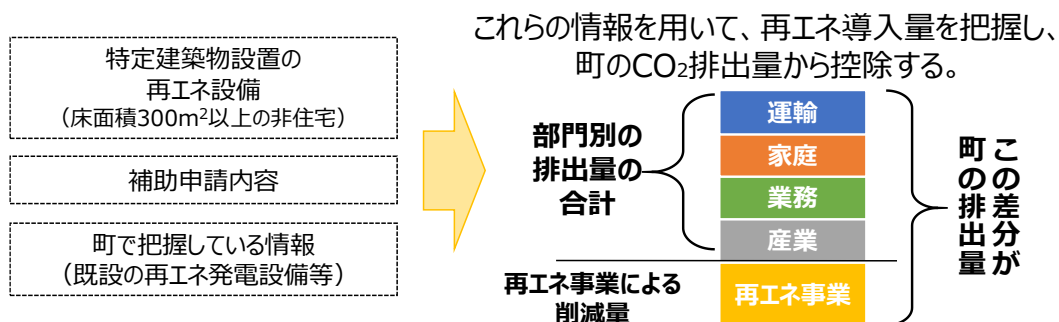 特定建築物設置の
再エネ設備
（床面積300m²以上の非住宅）
補助申請内容
町で把握している情報
（既設の再エネ発電設備等）
これらの情報を用いて、再エネ導入量を把握し、
町のCO₂排出量から控除する。
部門別の
排出量の
合計
運輸
家庭
業務
産業
再エネ事業による
削減量
再エネ事業
この差分が
町の排出量